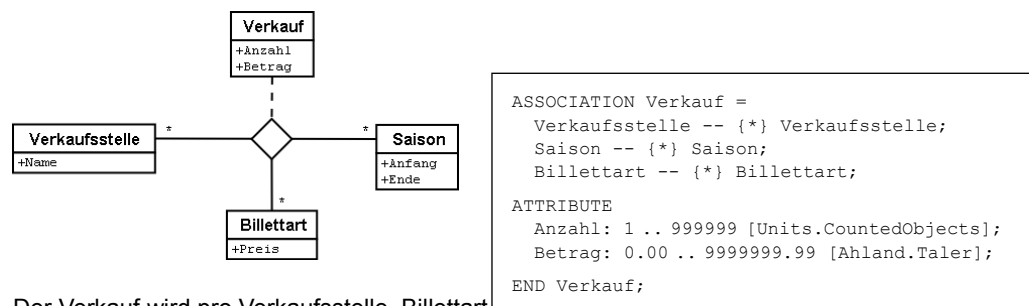 Verkauf
+Anzahl
+Betrag
Verkaufsstelle
+Name
*
*
Saison
+Anfang
+Ende
*
Billettart
+Preis
ASSOCIATION Verkauf =
Verkaufsstelle -- {*} Verkaufsstelle;
Saison -- {*} Saison;
Billettart -- {*} Billettart;
ATTRIBUTE
Anzahl: 1 .. 999999 [Units.CountedObjects];
Betrag: 0.00 .. 9999999.99 [Ahland.Taler];
END Verkauf;
Der Verkauf wird pro Verkaufsstelle, Billettart